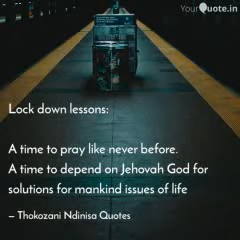 YourQuote.in
Lock down lessons:
A time to pray like never before.
A time to depend on Jehovah God for
solutions for mankind issues of life
— Thokozani Ndinisa Quotes